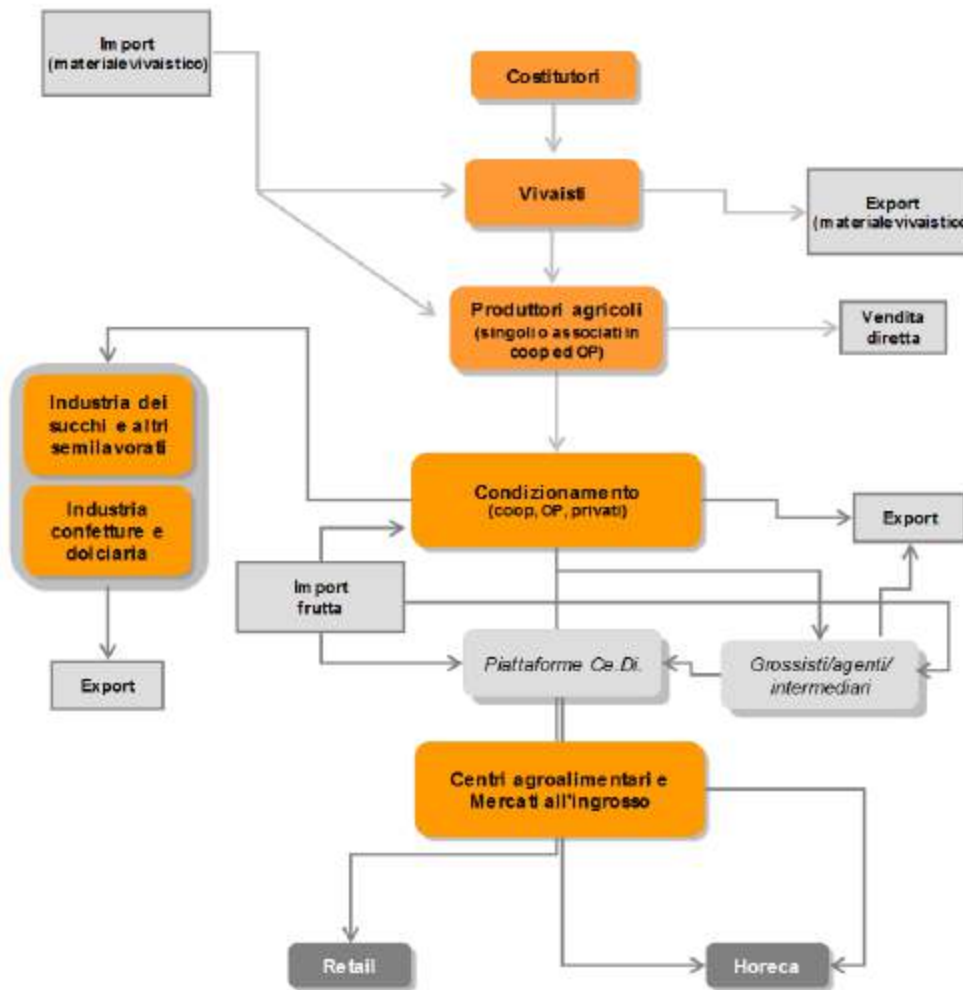 Import
(materiale vivaistico)
Costitutori
Vivaisti
Export
(materiale vivaistico
Produttori agricoli
(singoli o associati in
coop ed OP)
Vendita
diretta
Industria dei
succhi e altri
semilavorati
Industria
confetture e
dolciaria
Condizionamento
(coop, OP, privati)
Export
Import
frutta
Piattaforme Ce.Di.
Grossisti/agenti/
intermediari
Export
Centri agroalimentari e
Mercati all'ingrosso
Retail
Horeca